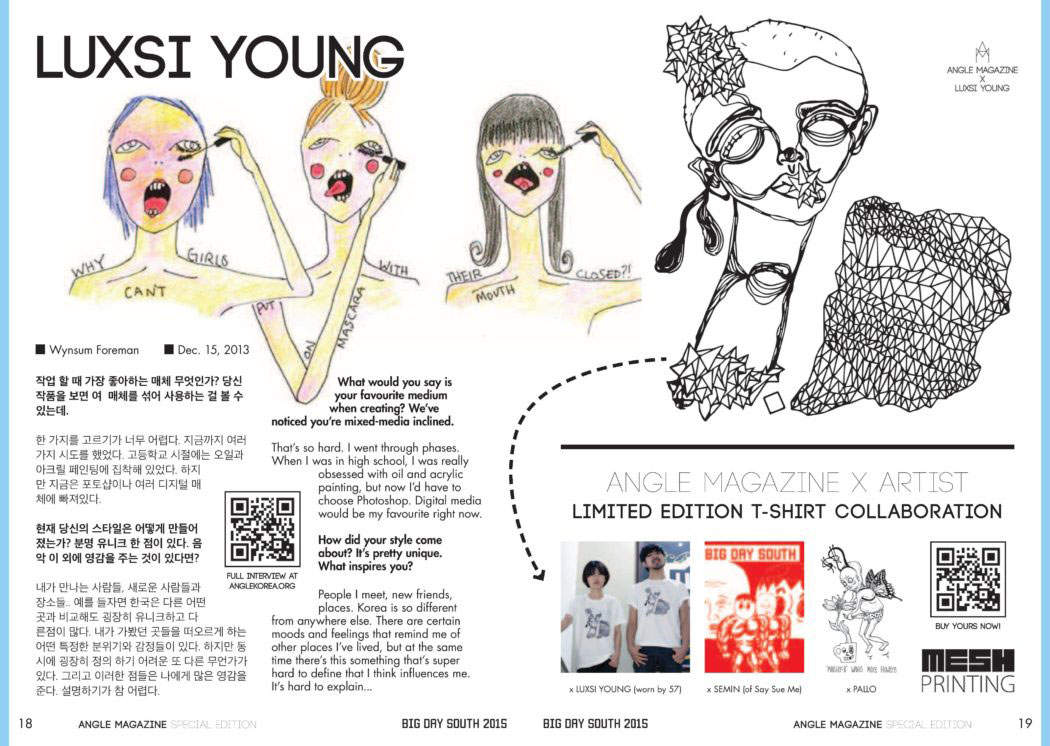 LUXSI YOUNG
WHY
CANT
GIRLS
PUT
ON
MASCARA
WITH
THEIR
MOUTH
CLOSED?!
ANGLE MAGAZINE
X
LUXSI YOUNG
Wynsum Foreman
Dec. 15, 2013
작업 할 때 가장 좋아하는 매체 무엇인가? 당신
작품을 보면 여 매체를 섞어 사용하는 걸 볼 수
있는데.
한 가지를 고르기가 너무 어렵다. 지금까지 여러
가지 시도를 했었다. 고등학교 시절에는 오일과
아크릴 페인팅에 집착해 있었다. 하지
만 지금은 포토샵이나 여러 디지털 매
체에 빠져있다.
현재 당신의 스타일은 어떻게 만들어
졌는가? 분명 유니크 한 점이 있다. 음
악 이 외에 영감을 주는 것이 있다면?
내가 만나는 사람들, 새로운 사람들과
장소들.. 예를 들자면 한국은 다른 어떤
곳과 비교해도 굉장히 유니크하고 다
른점이 많다. 내가 가봤던 곳들을 떠오르게 하는
어떤 특정한 분위기와 감정들이 있다. 하지만 동
시에 굉장히 정의 하기 어려운 또 다른 무언가가
있다. 그리고 이러한 점들은 나에게 많은 영감을
준다. 설명하기가 참 어렵다.
FULL INTERVIEW AT
ANGLEKOREA.ORG
What would you say is
your favourite medium
when creating? We've
noticed you're mixed-media inclined.
That's so hard. I went through phases.
When I was in high school, I was really
obsessed with oil and acrylic
painting, but now I'd have to
choose Photoshop. Digital media
would be my favourite right now.
How did your style come
about? It's pretty unique.
What inspires you?
People I meet, new friends,
places. Korea is so different
from anywhere else. There are certain
moods and feelings that remind me of
other places I've lived, but at the same
time there's this something that's super
hard to define that I think influences me.
It's hard to explain...
ANGLE MAGAZINE X ARTIST
LIMITED EDITION T-SHIRT COLLABORATION
BIG DAY SOUTH
WANTS MORE FLOWERS
BUY YOURS NOW!
MESH
PRINTING
x LUXSI YOUNG (worn by 57)
x SEMIN (of Say Sue Me)
x PALLO
18
ANGLE MAGAZINE SPECIAL EDITION
BIG DAY SOUTH 2015
BIG DAY SOUTH 2015
ANGLE MAGAZINE SPECIAL EDITION
19